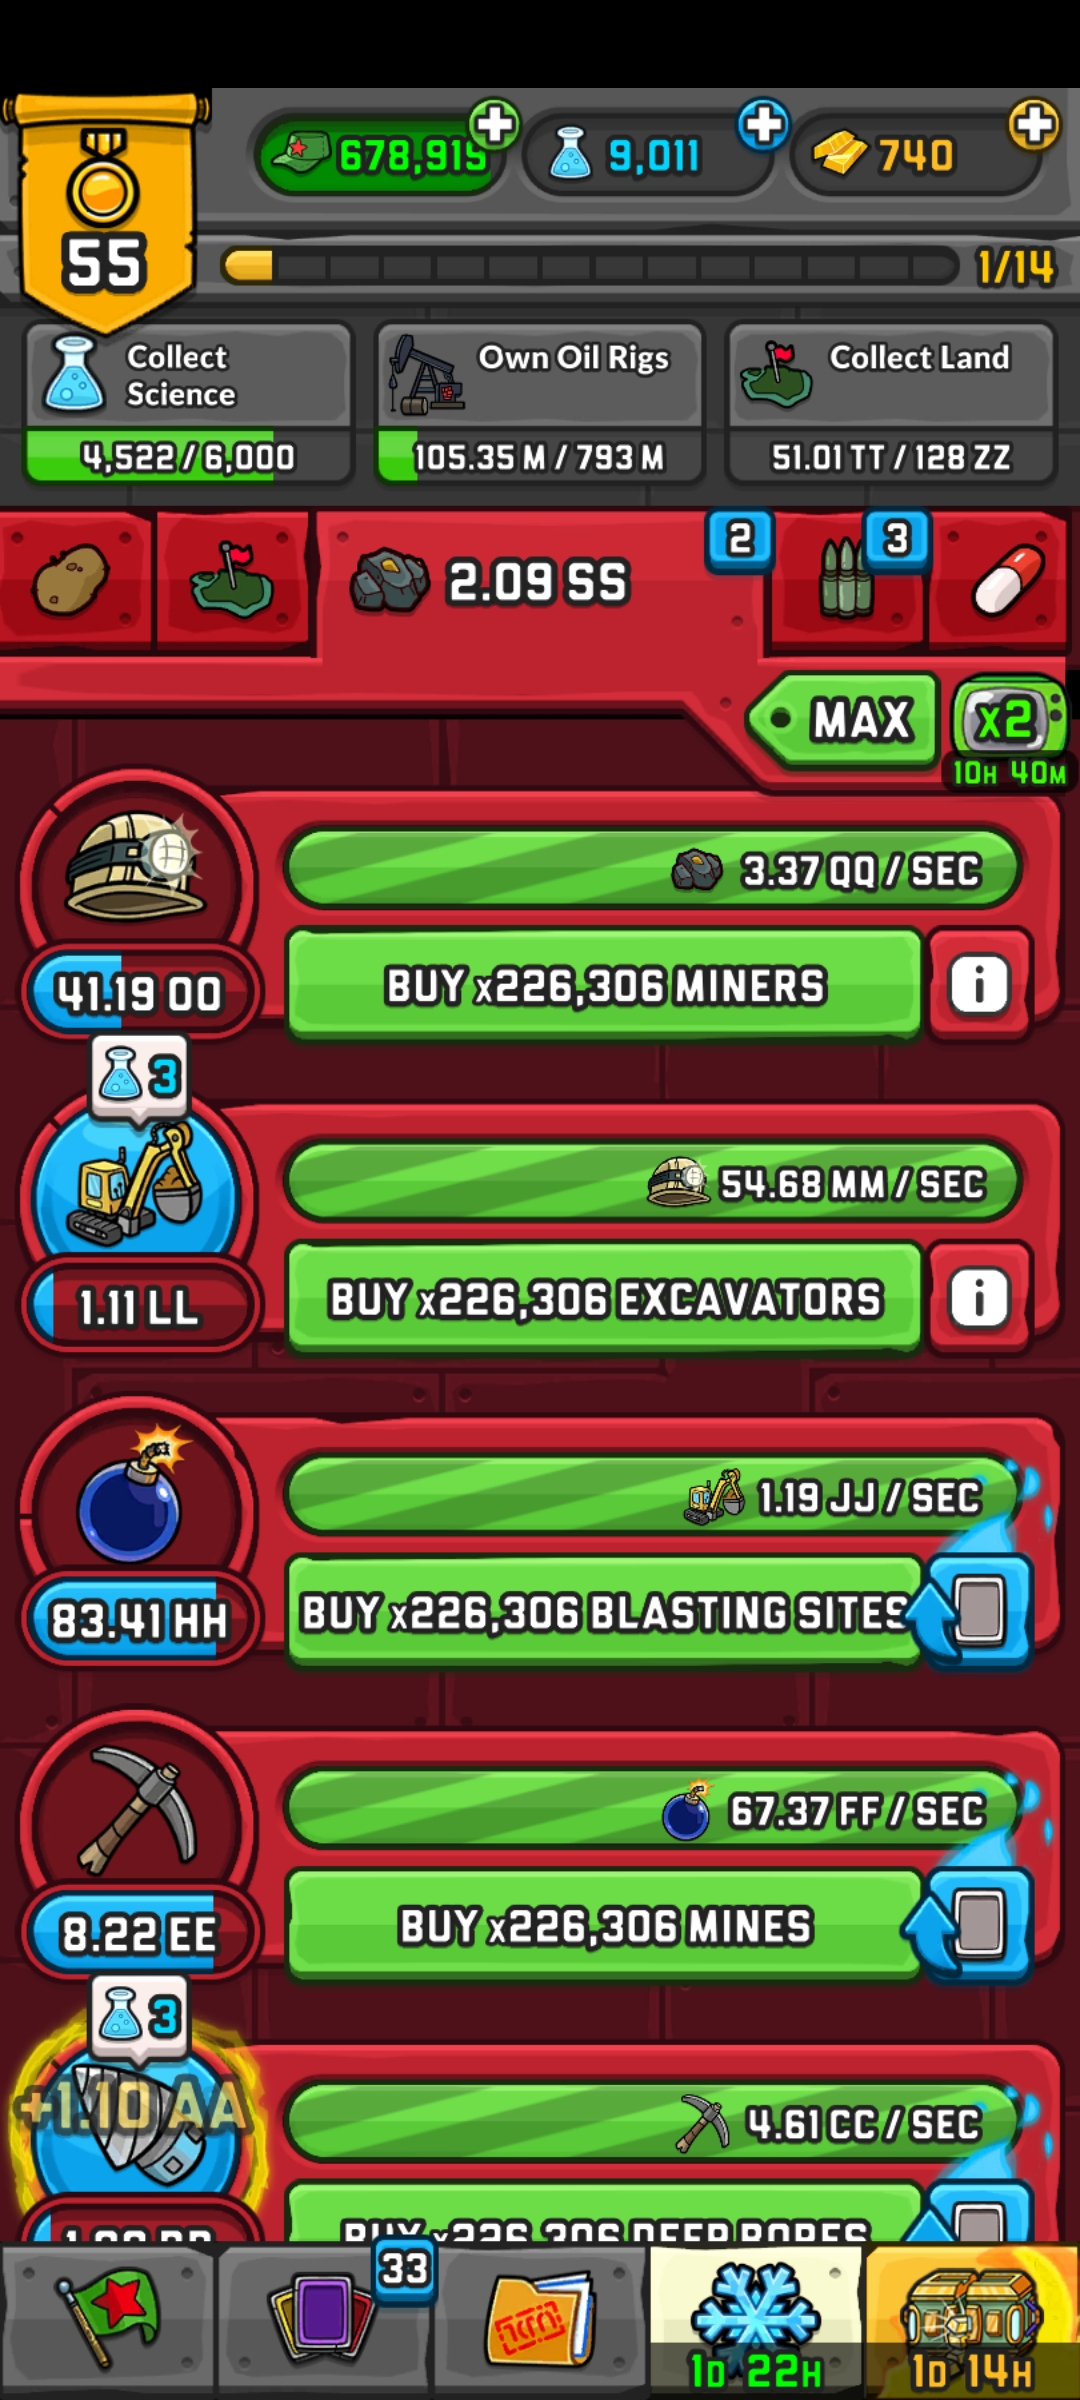 678,919
9,011
740
55
1/14
Collect
Science
Own Oil Rigs
Collect Land
4,522/6,000
105.35 M/793 M
51.01 TT/128 ZZ
2.09 SS
2
3
MAX
x2
10H 40M
3.37 QQ/SEC
41.19 OO
BUY x226,306 MINERS
i
3
54.68 MM/SEC
1.11 LL
BUY x226,306 EXCAVATORS
i
1.19 JJ/SEC
83.41 HH
BUY x226,306 BLASTING SITES
67.37 FF/SEC
8.22 EE
BUY x226,306 MINES
3
+1.10 AA
4.61 CC/SEC
BUY x226,306 DEEP BORES
33
1D 22H
1D 14H